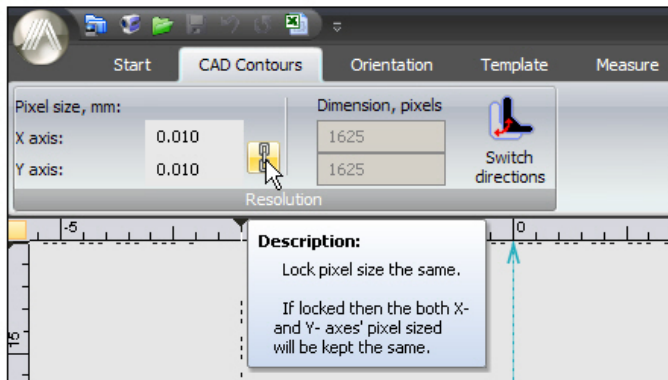 Start CAD Contours Orientation Template Measure
Pixel size, mm: Dimension, pixels
X axis: 0.010 1625
Y axis: 0.010 1625
Switch
directions
Resolution
-5 0
15
Description:
Lock pixel size the same.
If locked then the both X-
and Y- axes' pixel sized
will be kept the same.